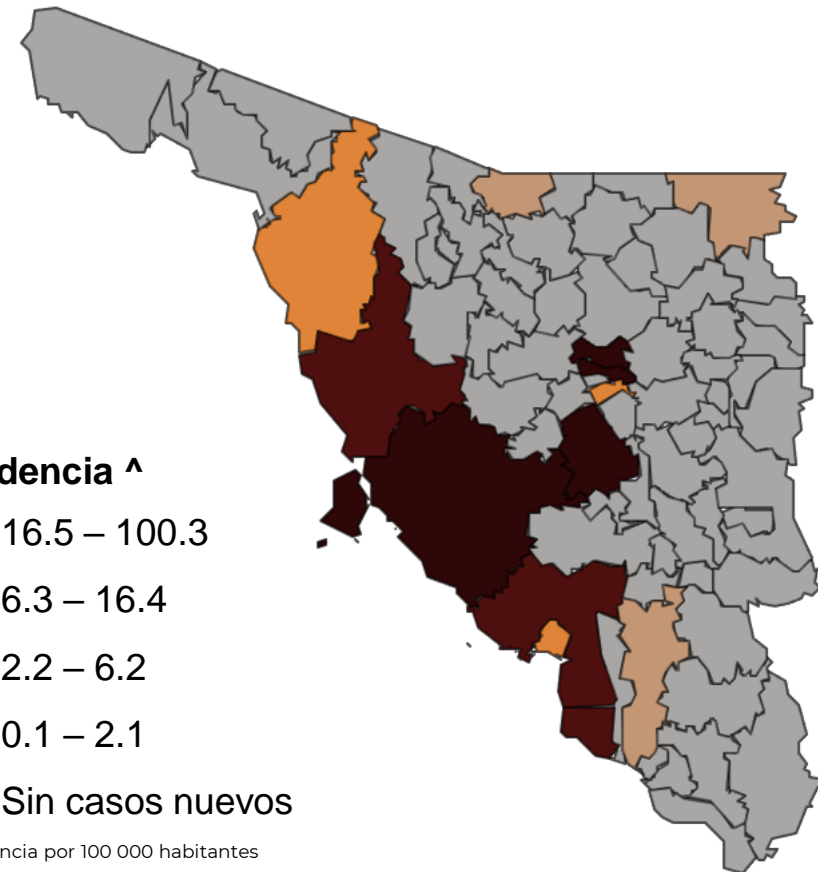 dencia ^
16.5 – 100.3
6.3 – 16.4
2.2 – 6.2
0.1 – 2.1
Sin casos nuevos
ncia por 100 000 habitantes